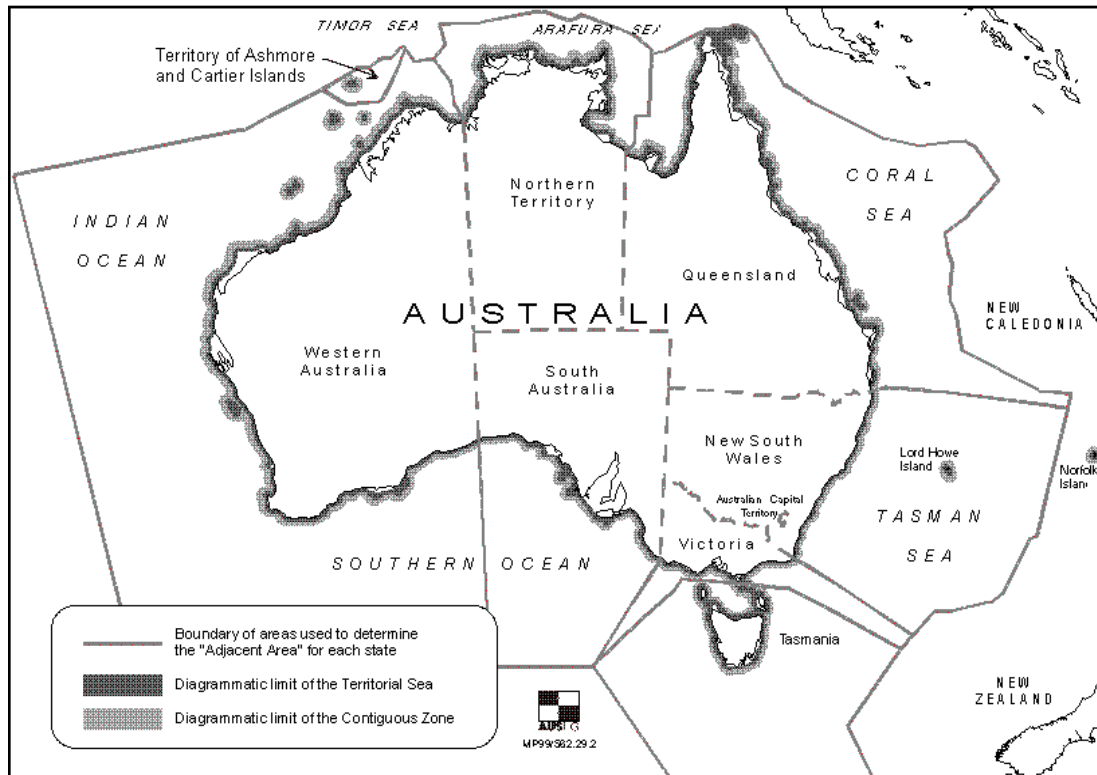 TIMOR SEA
ARAFURA SEA
Territory of Ashmore
and Cartier Islands
CORAL
SEA
INDIAN
OCEAN
Northern
Territory
Queensland
NEW
CALEDONIA
AUSTRALIA
Western
Australia
South
Australia
New South
Wales
Lord Howe
Island
Norfolk
Island
Australian Capital
Territory
TASMAN
SEA
Victoria
SOUTHERN OCEAN
Tasmania
Boundary of areas used to determine
the "Adjacent Area" for each state
Diagrammatic limit of the Territorial Sea
Diagrammatic limit of the Contiguous Zone
NEW
ZEALAND
MP99/562.29.2